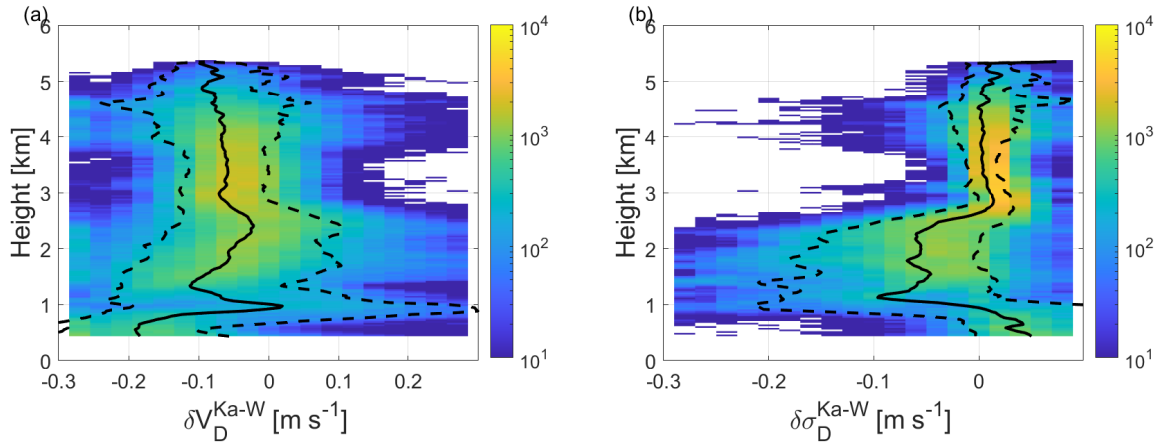 (a)
6
5
4
3
2
1
0
Height [km]
-0.3 -0.2 -0.1 0 0.1 0.2
δV_D^{Ka-W} [m s^{-1}]
10^4
10^3
10^2
10^1
(b)
6
5
4
3
2
1
0
Height [km]
-0.3 -0.2 -0.1 0
δσ_D^{Ka-W} [m s^{-1}]
10^4
10^3
10^2
10^1